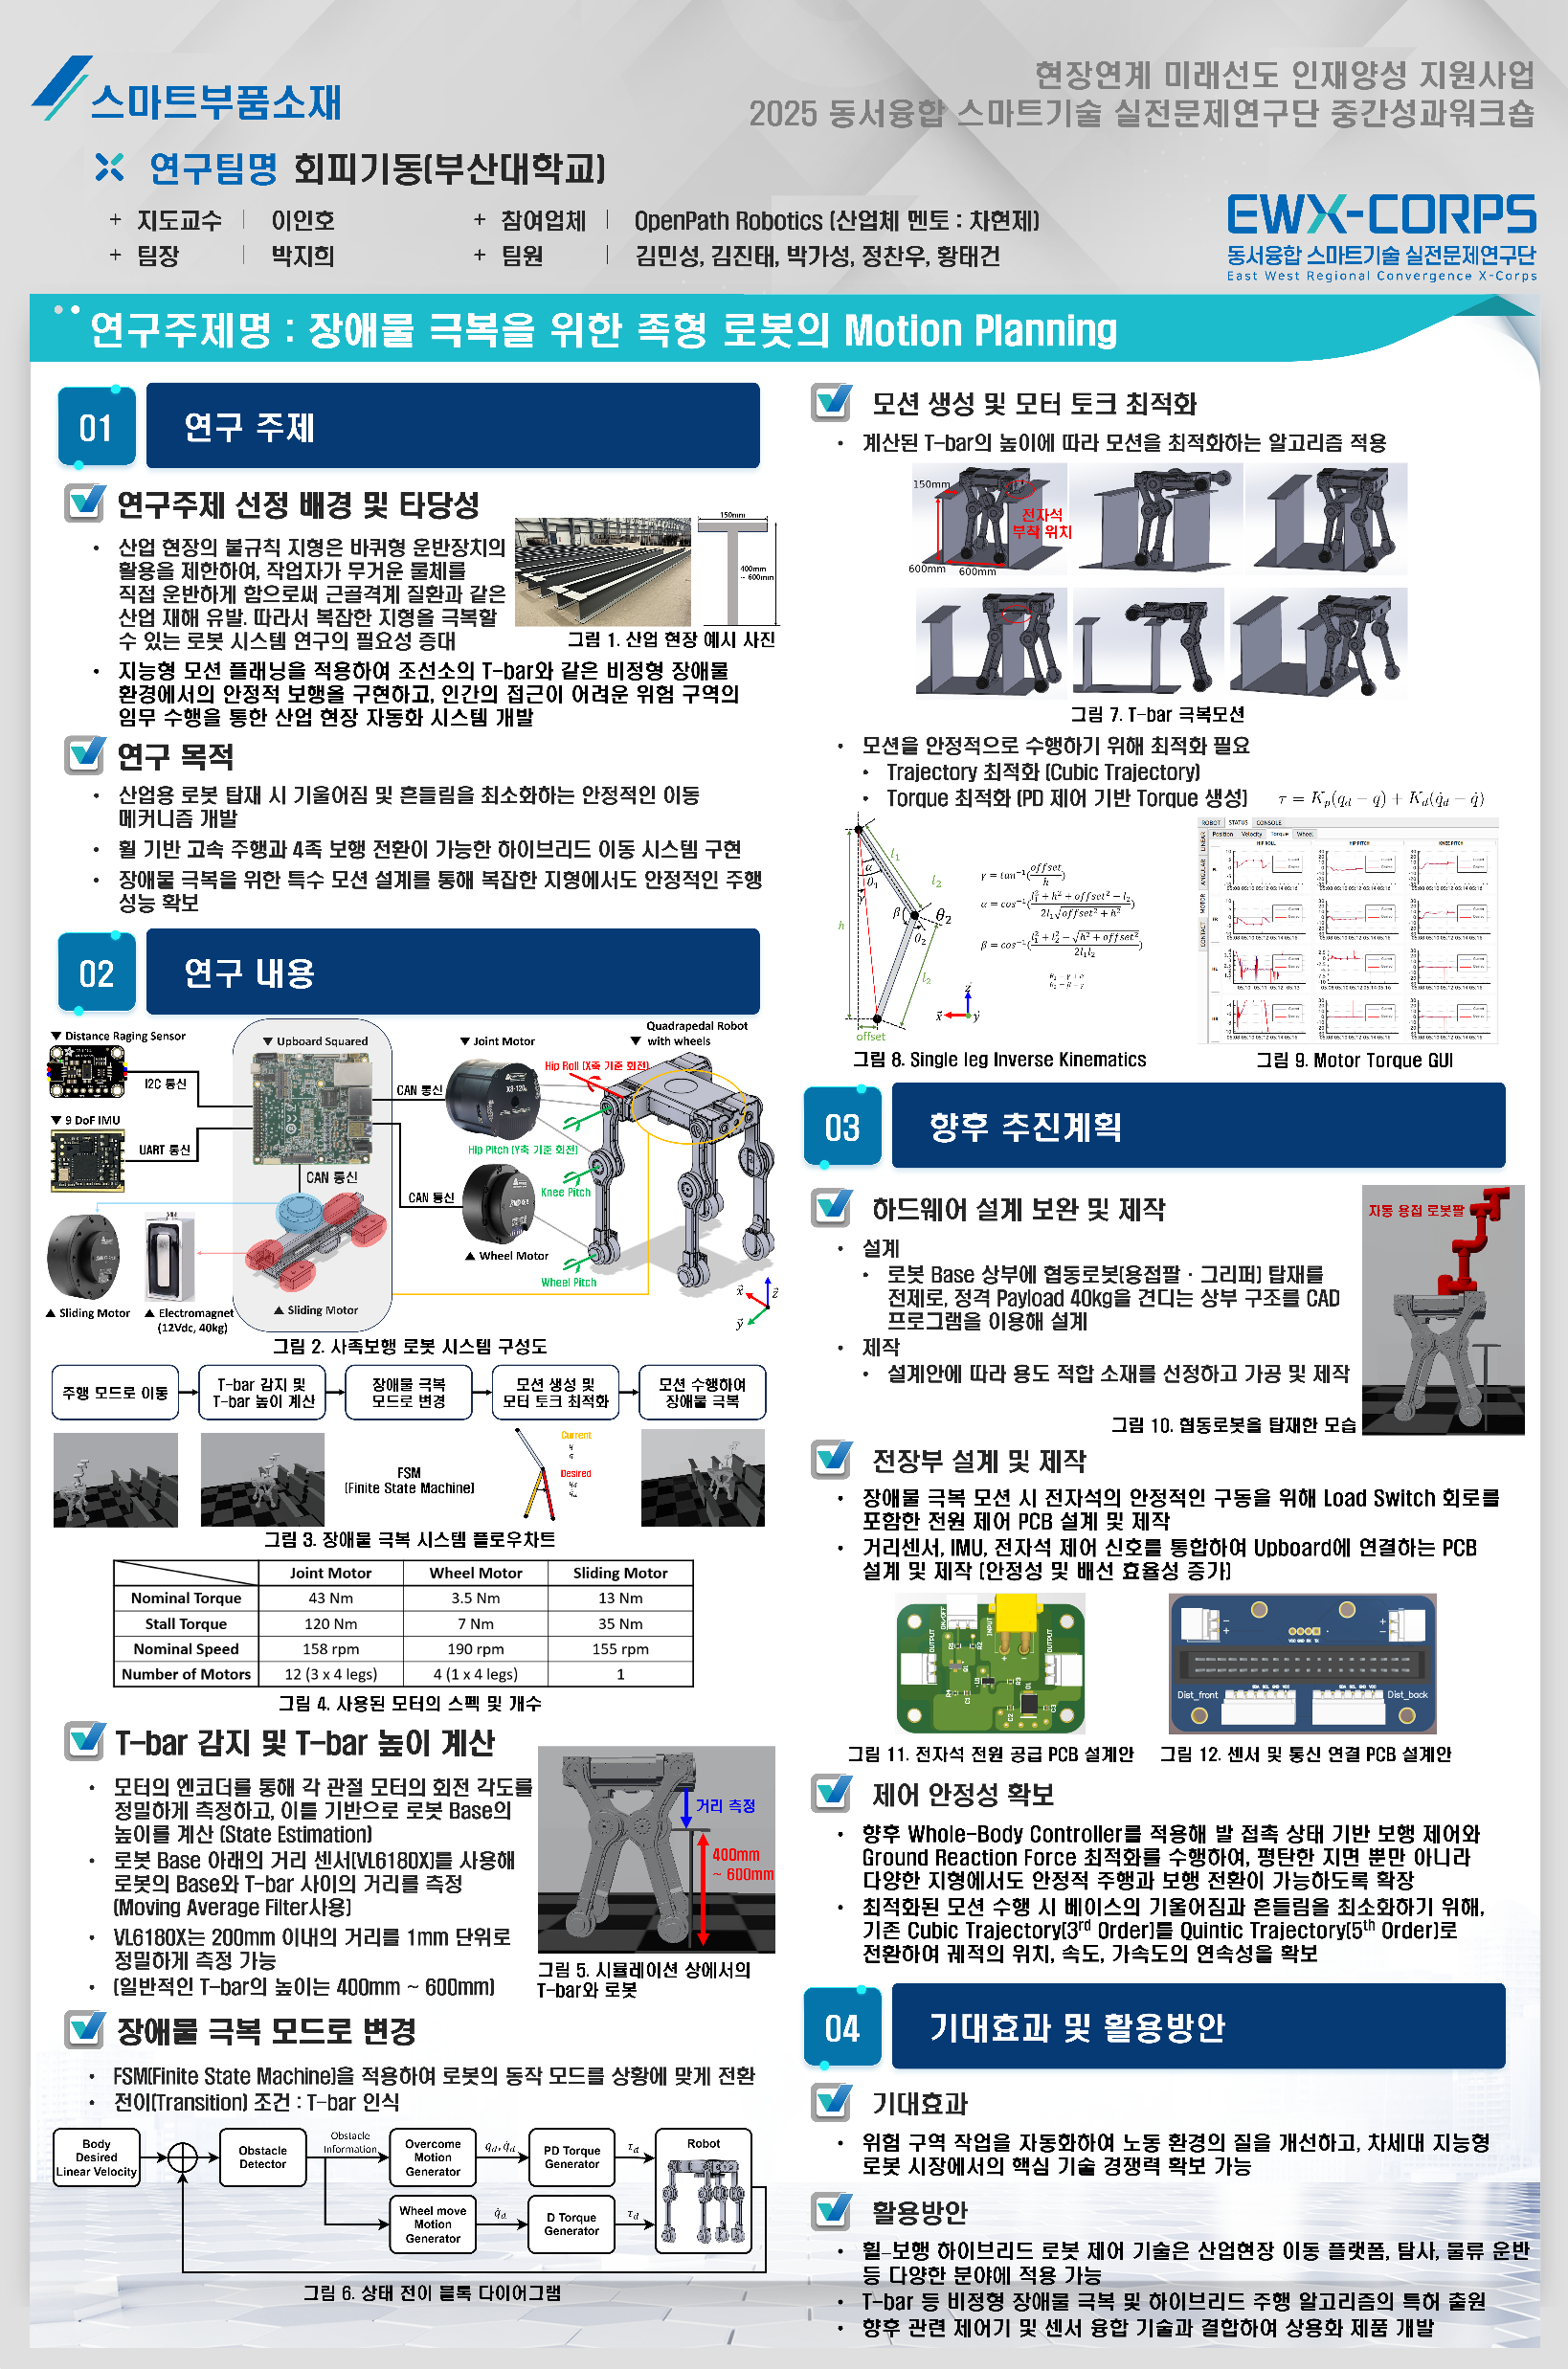 스마트부품소재
현장연계 미래선도 인재양성 지원사업
2025 동서융합 스마트기술 실전문제연구단 중간성과워크숍
연구팀명 회피기동(부산대학교)
+ 지도교수 | 이인호
+ 참여업체 | OpenPath Robotics (산업체 멘토 : 차현제)
+ 팀장 | 박지희
+ 팀원 | 김민성, 김진태, 박가성, 정찬우, 황태건
EWX-CORPS
동서융합 스마트기술 실전문제연구단
East West Regional Convergence X-Corps
연구주제명 : 장애물 극복을 위한 족형 로봇의 Motion Planning
01 연구 주제
연구주제 선정 배경 및 타당성
• 산업 현장의 불규칙 지형은 바퀴형 운반장치의
활용을 제한하여, 작업자가 무거운 물체를
직접 운반하게 함으로써 근골격계 질환과 같은
산업 재해 유발. 따라서 복잡한 지형을 극복할
수 있는 로봇 시스템 연구의 필요성 증대
150mm
400mm
~ 600mm
그림 1. 산업 현장 예시 사진
• 지능형 모션 플래닝을 적용하여 조선소의 T-bar와 같은 비정형 장애물
환경에서의 안정적 보행을 구현하고, 인간의 접근이 어려운 위험 구역의
임무 수행을 통한 산업 현장 자동화 시스템 개발
연구 목적
• 산업용 로봇 탑재 시 기울어짐 및 흔들림을 최소화하는 안정적인 이동
메커니즘 개발
• 휠 기반 고속 주행과 4족 보행 전환이 가능한 하이브리드 이동 시스템 구현
• 장애물 극복을 위한 특수 모션 설계를 통해 복잡한 지형에서도 안정적인 주행
성능 확보
02 연구 내용
▼ Distance Raging Sensor
I2C 통신
▼ 9 DoF IMU
UART 통신
▼ Upboard Squared
CAN 통신
CAN 통신
CAN 통신
▼ Joint Motor
Quadrapedal Robot
▼ with wheels
Hip Roll (X축 기준 회전)
Hip Pitch (Y축 기준 회전)
Knee Pitch
Wheel Pitch
▲ Wheel Motor
▲ Sliding Motor
▲ Electromagnet
(12Vdc, 40kg)
▲ Sliding Motor
x z y
그림 2. 사족보행 로봇 시스템 구성도
주행 모드로 이동
T-bar 감지 및
T-bar 높이 계산
장애물 극복
모드로 변경
모션 생성 및
모터 토크 최적화
모션 수행하여
장애물 극복
FSM
(Finite State Machine)
Current
Desired
그림 3. 장애물 극복 시스템 플로우차트
Joint Motor Wheel Motor Sliding Motor
Nominal Torque 43 Nm 3.5 Nm 13 Nm
Stall Torque 120 Nm 7 Nm 35 Nm
Nominal Speed 158 rpm 190 rpm 155 rpm
Number of Motors 12 (3 x 4 legs) 4 (1 x 4 legs) 1
그림 4. 사용된 모터의 스펙 및 개수
T-bar 감지 및 T-bar 높이 계산
• 모터의 엔코더를 통해 각 관절 모터의 회전 각도를
정밀하게 측정하고, 이를 기반으로 로봇 Base의
높이를 계산 (State Estimation)
• 로봇 Base 아래의 거리 센서(VL6180X)를 사용해
로봇의 Base와 T-bar 사이의 거리를 측정
(Moving Average Filter사용)
• VL6180X는 200mm 이내의 거리를 1mm 단위로
정밀하게 측정 가능
• (일반적인 T-bar의 높이는 400mm ~ 600mm)
거리 측정
400mm
~ 600mm
그림 5. 시뮬레이션 상에서의
T-bar와 로봇
장애물 극복 모드로 변경
• FSM(Finite State Machine)을 적용하여 로봇의 동작 모드를 상황에 맞게 전환
• 전이(Transition) 조건 : T-bar 인식
Body
Desired
Linear Velocity
Obstacle
Detector
Obstacle
Information
Overcome
Motion
Generator
q_d, q̇_d
PD Torque
Generator
τ_d
Robot
Wheel move
Motion
Generator
q̇_d
D Torque
Generator
τ_d
그림 6. 상태 전이 블록 다이어그램
모션 생성 및 모터 토크 최적화
• 계산된 T-bar의 높이에 따라 모션을 최적화하는 알고리즘 적용
150mm
전자석
부착 위치
600mm 600mm
그림 7. T-bar 극복모션
• 모션을 안정적으로 수행하기 위해 최적화 필요
• Trajectory 최적화 (Cubic Trajectory)
• Torque 최적화 (PD 제어 기반 Torque 생성) τ = K_p(q_d − q) + K_d(q̇_d − q̇)
h l₁ l₂ α θ₁ γ β θ₂ θ₂ l₂ offset
γ = tan⁻¹(offset/h)
α = cos⁻¹((l₁² + h² + offset² − l₂)/(2l₁√(offset² + h²)))
β = cos⁻¹((l₁² + l₂² − √(h² + offset²))/(2l₁l₂))
z x y
그림 8. Single leg Inverse Kinematics
ROBOT STATUS CONSOLE
Position Velocity Torque Wheel
LINEAR ANGULAR MOTOR CONTACT
HIP ROLL HIP PITCH KNEE PITCH
그림 9. Motor Torque GUI
03 향후 추진계획
하드웨어 설계 보완 및 제작
• 설계
• 로봇 Base 상부에 협동로봇(용접팔 · 그리퍼) 탑재를
전제로, 정격 Payload 40kg을 견디는 상부 구조를 CAD
프로그램을 이용해 설계
• 제작
• 설계안에 따라 용도 적합 소재를 선정하고 가공 및 제작
자동 용접 로봇팔
그림 10. 협동로봇을 탑재한 모습
전장부 설계 및 제작
• 장애물 극복 모션 시 전자석의 안정적인 구동을 위해 Load Switch 회로를
포함한 전원 제어 PCB 설계 및 제작
• 거리센서, IMU, 전자석 제어 신호를 통합하여 Upboard에 연결하는 PCB
설계 및 제작 (안정성 및 배선 효율성 증가)
ON/OFF
INPUT
OUTPUT
OUTPUT
Dist_front
Dist_back
그림 11. 전자석 전원 공급 PCB 설계안
그림 12. 센서 및 통신 연결 PCB 설계안
제어 안정성 확보
• 향후 Whole-Body Controller를 적용해 발 접촉 상태 기반 보행 제어와
Ground Reaction Force 최적화를 수행하여, 평탄한 지면 뿐만 아니라
다양한 지형에서도 안정적 주행과 보행 전환이 가능하도록 확장
• 최적화된 모션 수행 시 베이스의 기울어짐과 흔들림을 최소화하기 위해,
기존 Cubic Trajectory(3rd Order)를 Quintic Trajectory(5th Order)로
전환하여 궤적의 위치, 속도, 가속도의 연속성을 확보
04 기대효과 및 활용방안
기대효과
• 위험 구역 작업을 자동화하여 노동 환경의 질을 개선하고, 차세대 지능형
로봇 시장에서의 핵심 기술 경쟁력 확보 가능
활용방안
• 휠-보행 하이브리드 로봇 제어 기술은 산업현장 이동 플랫폼, 탐사, 물류 운반
등 다양한 분야에 적용 가능
• T-bar 등 비정형 장애물 극복 및 하이브리드 주행 알고리즘의 특허 출원
• 향후 관련 제어기 및 센서 융합 기술과 결합하여 상용화 제품 개발